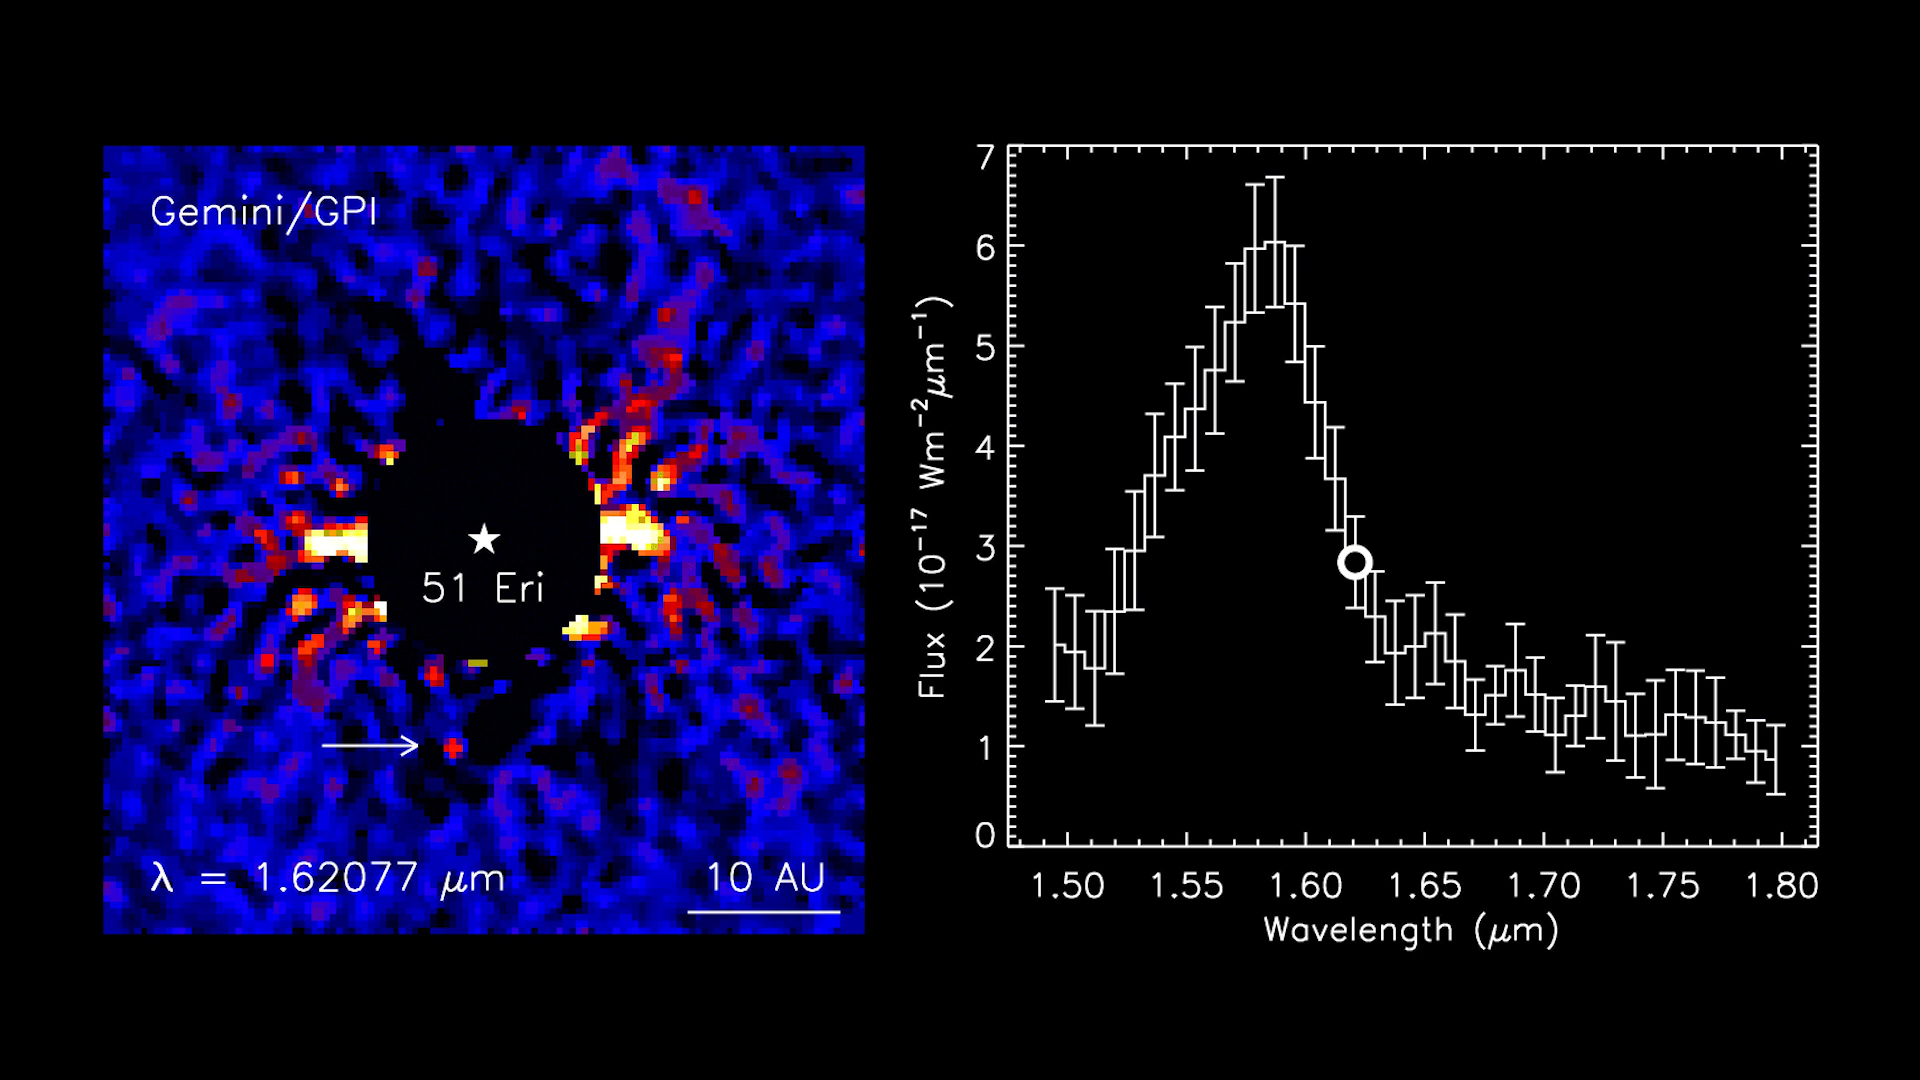 Gemini/GPI
51 Eri
λ = 1.62077 μm
10 AU
7
6
5
4
3
2
1
0
Flux (10⁻¹⁷ Wm⁻²μm⁻¹)
1.50 1.55 1.60 1.65 1.70 1.75 1.80
Wavelength (μm)